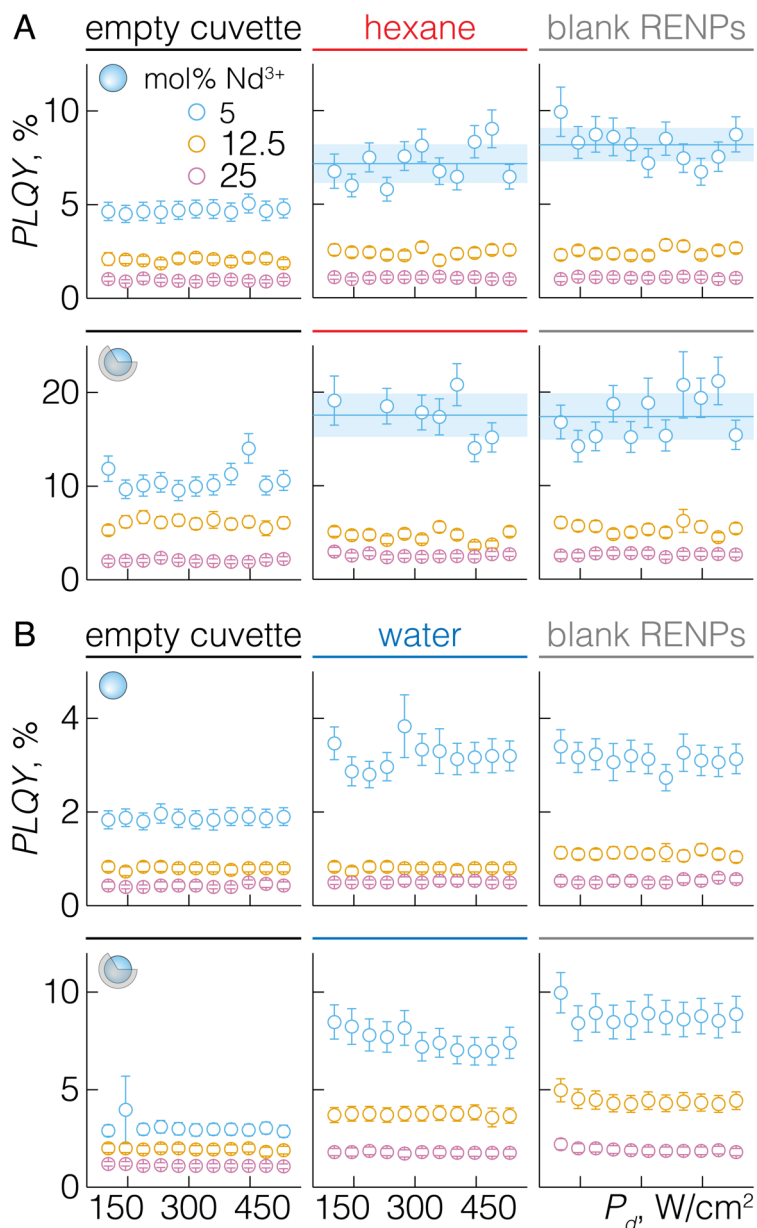 A
empty cuvette hexane blank RENPs
mol% Nd³⁺
5
12.5
25
PLQY, %
10
5
0
20
10
0
B
empty cuvette water blank RENPs
PLQY, %
4
2
0
10
5
0
150 300 450 150 300 450 P_d, W/cm²